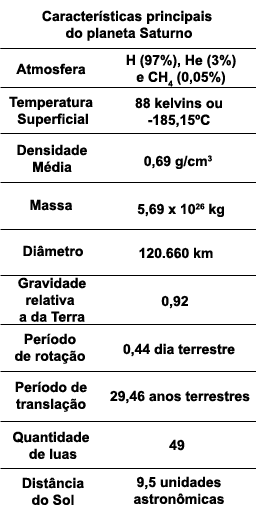 Características principais
do planeta Saturno
Atmosfera
H (97%), He (3%)
e CH₄ (0,05%)
Temperatura
Superficial
88 kelvins ou
-185,15ºC
Densidade
Média
0,69 g/cm³
Massa
5,69 x 10²⁶ kg
Diâmetro
120.660 km
Gravidade
relativa
a da Terra
0,92
Período
de rotação
0,44 dia terrestre
Período de
translação
29,46 anos terrestres
Quantidade
de luas
49
Distância
do Sol
9,5 unidades
astronômicas